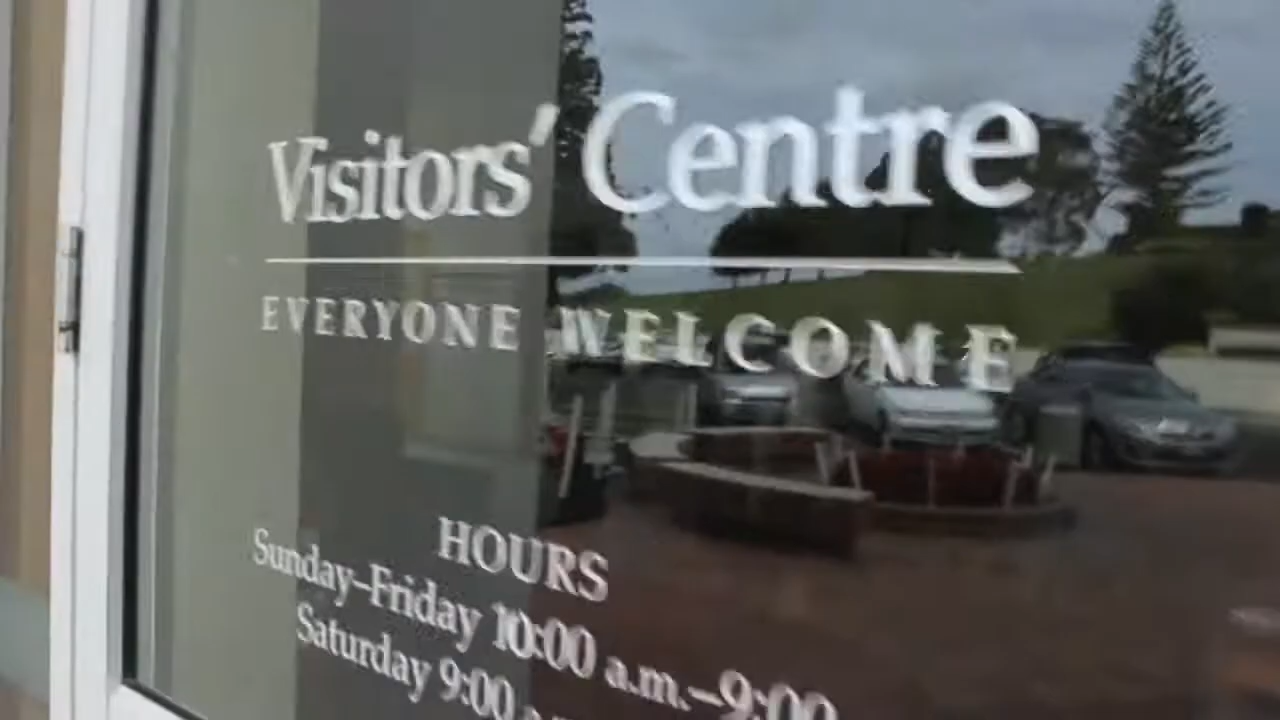 Visitors' Centre
EVERYONE WELCOME
HOURS
Sunday–Friday 10:00 a.m.–9:00
Saturday 9:00